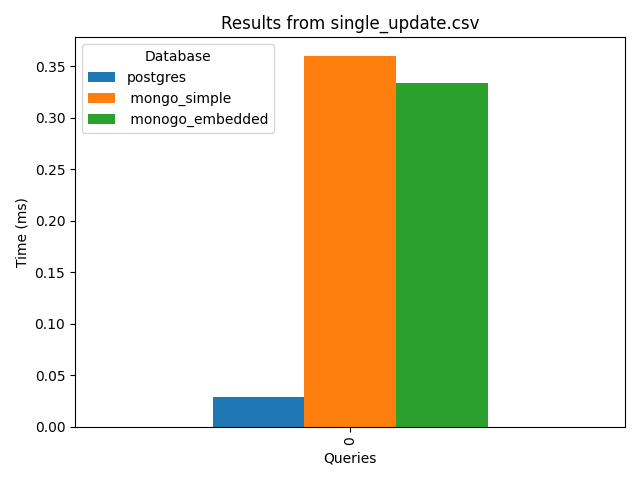 Results from single_update.csv
Database
postgres
mongo_simple
monogo_embedded
Time (ms)
0.35
0.30
0.25
0.20
0.15
0.10
0.05
0.00
0
Queries